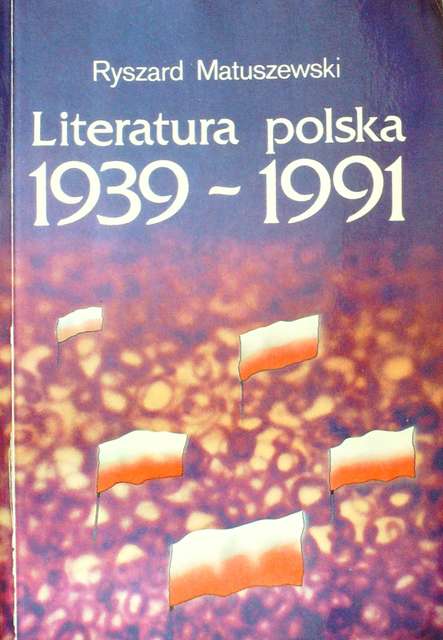 Ryszard Matuszewski
Literatura polska
1939 - 1991